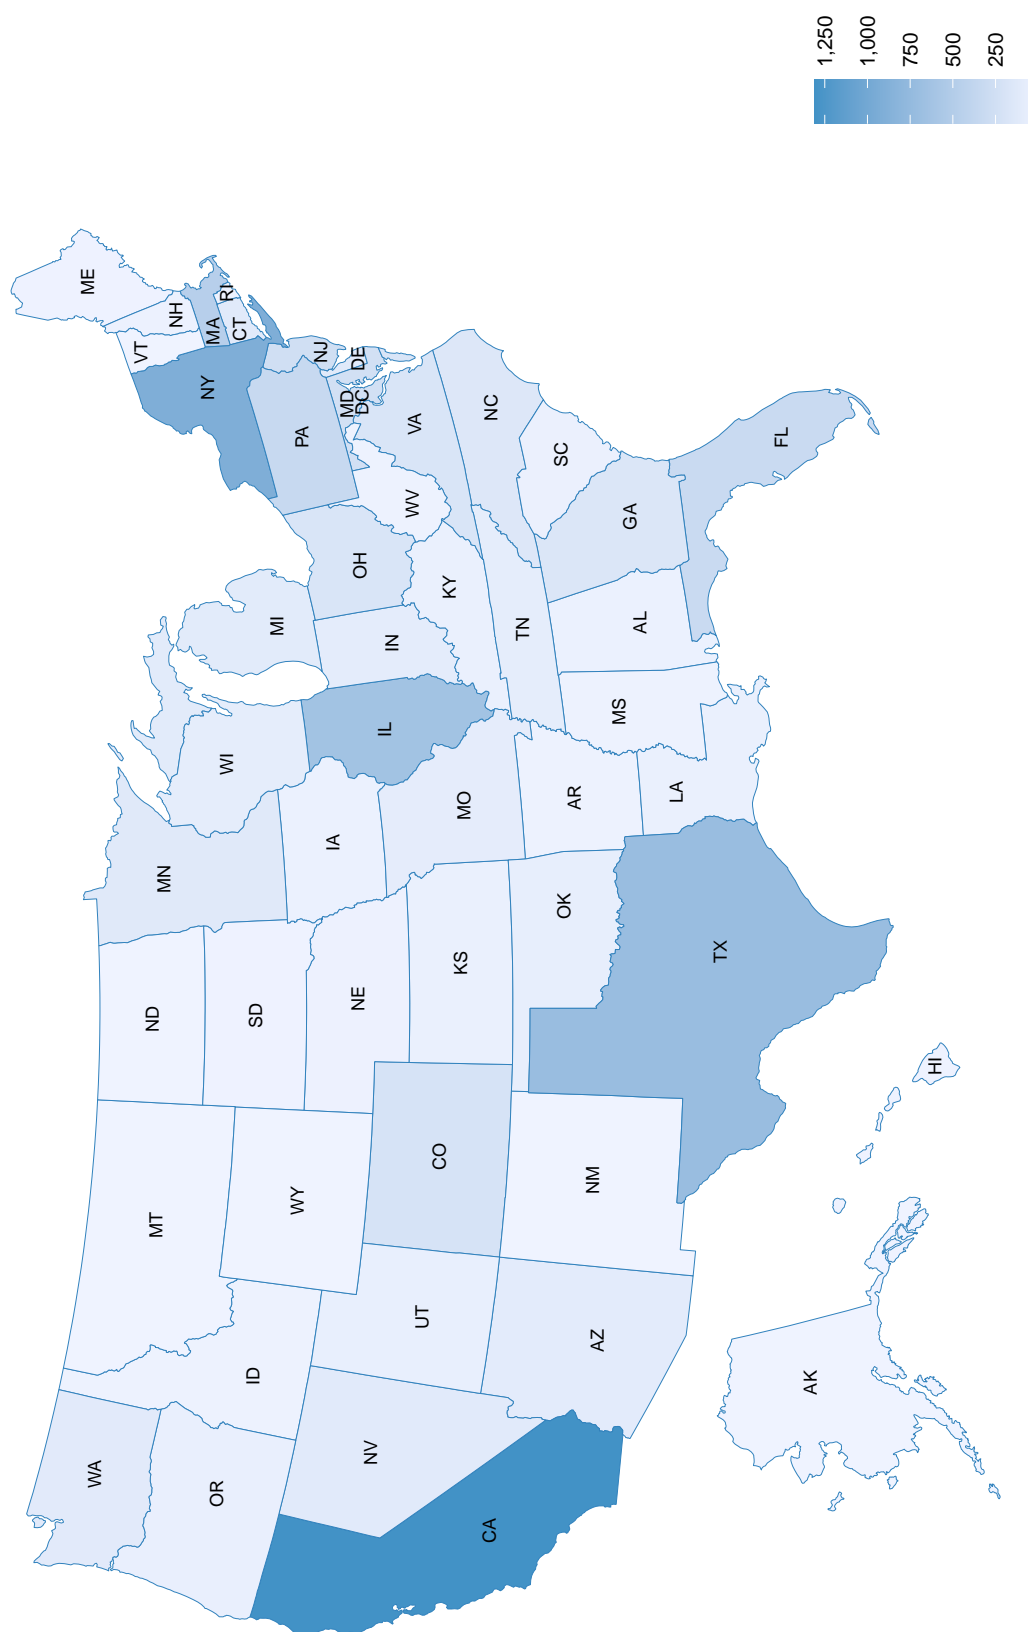 WA
OR
CA
NV
ID
MT
WY
UT
AZ
CO
NM
ND
SD
NE
KS
OK
TX
MN
IA
MO
AR
LA
WI
IL
MS
MI
IN
KY
TN
AL
OH
WV
GA
SC
NC
VA
PA
NY
VT
NH
ME
MA
RI
CT
NJ
DE
MD
DC
FL
AK
HI
1,250
1,000
750
500
250